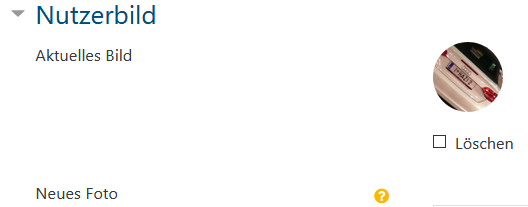 Nutzerbild
Aktuelles Bild
Löschen
Neues Foto
?